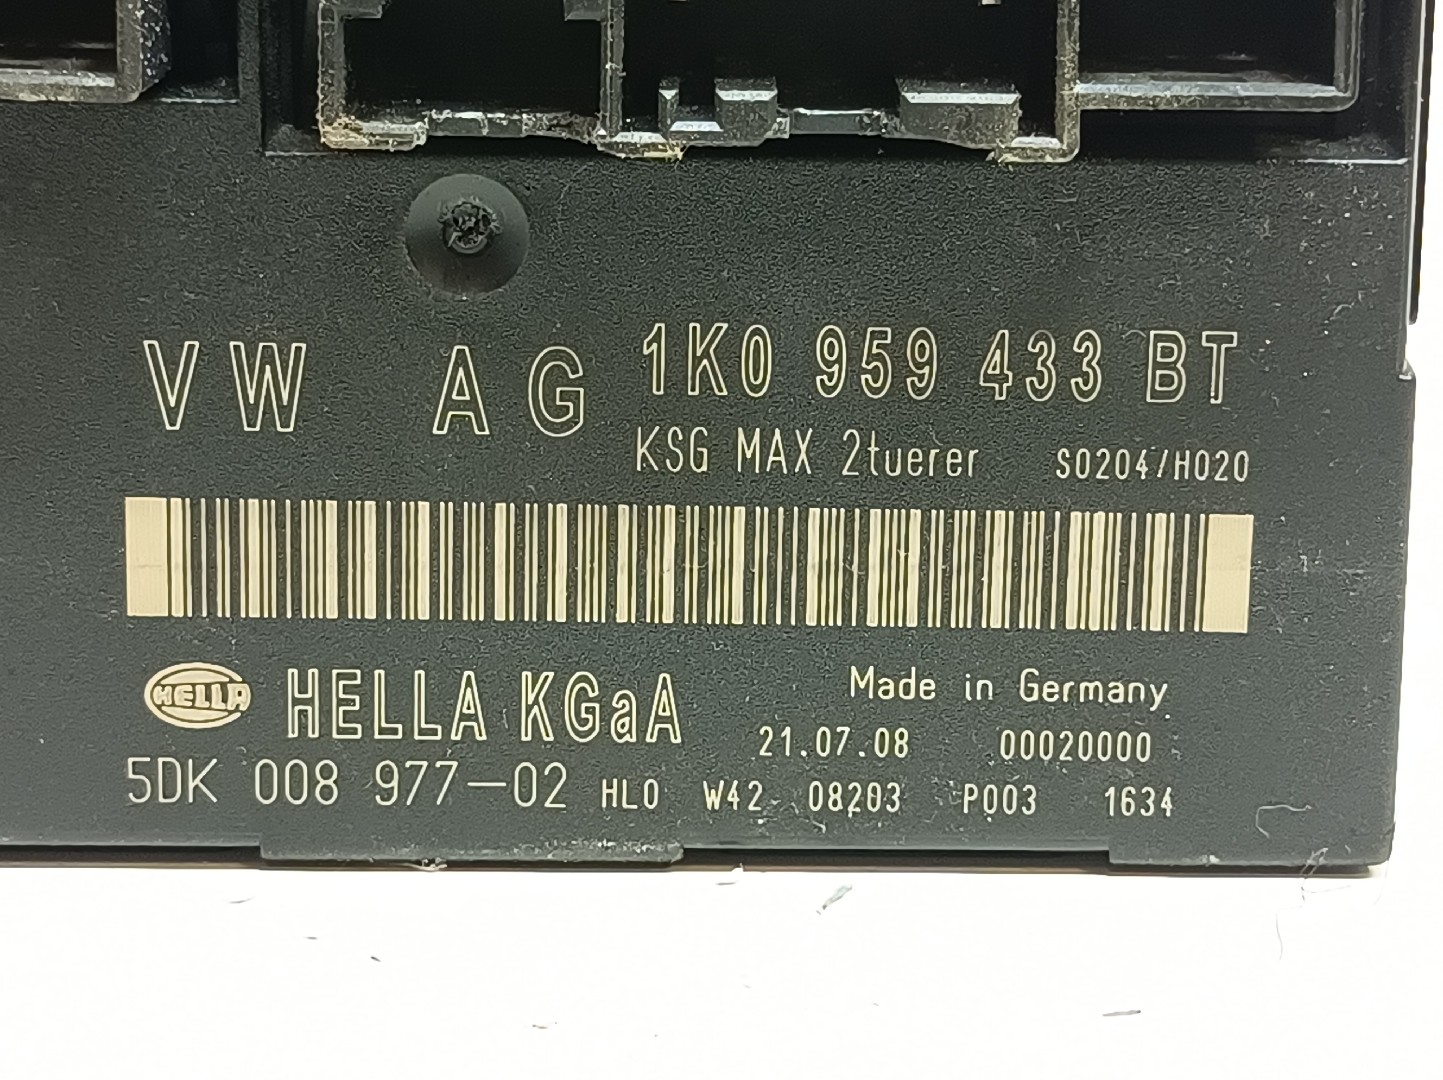 VW AG 1K0 959 433 BT
KSG MAX 2tuerer S0204/H020
HELLA HELLA KGaA Made in Germany
21.07.08 00020000
5DK 008 977-02 HL0 W42 08203 P003 1634